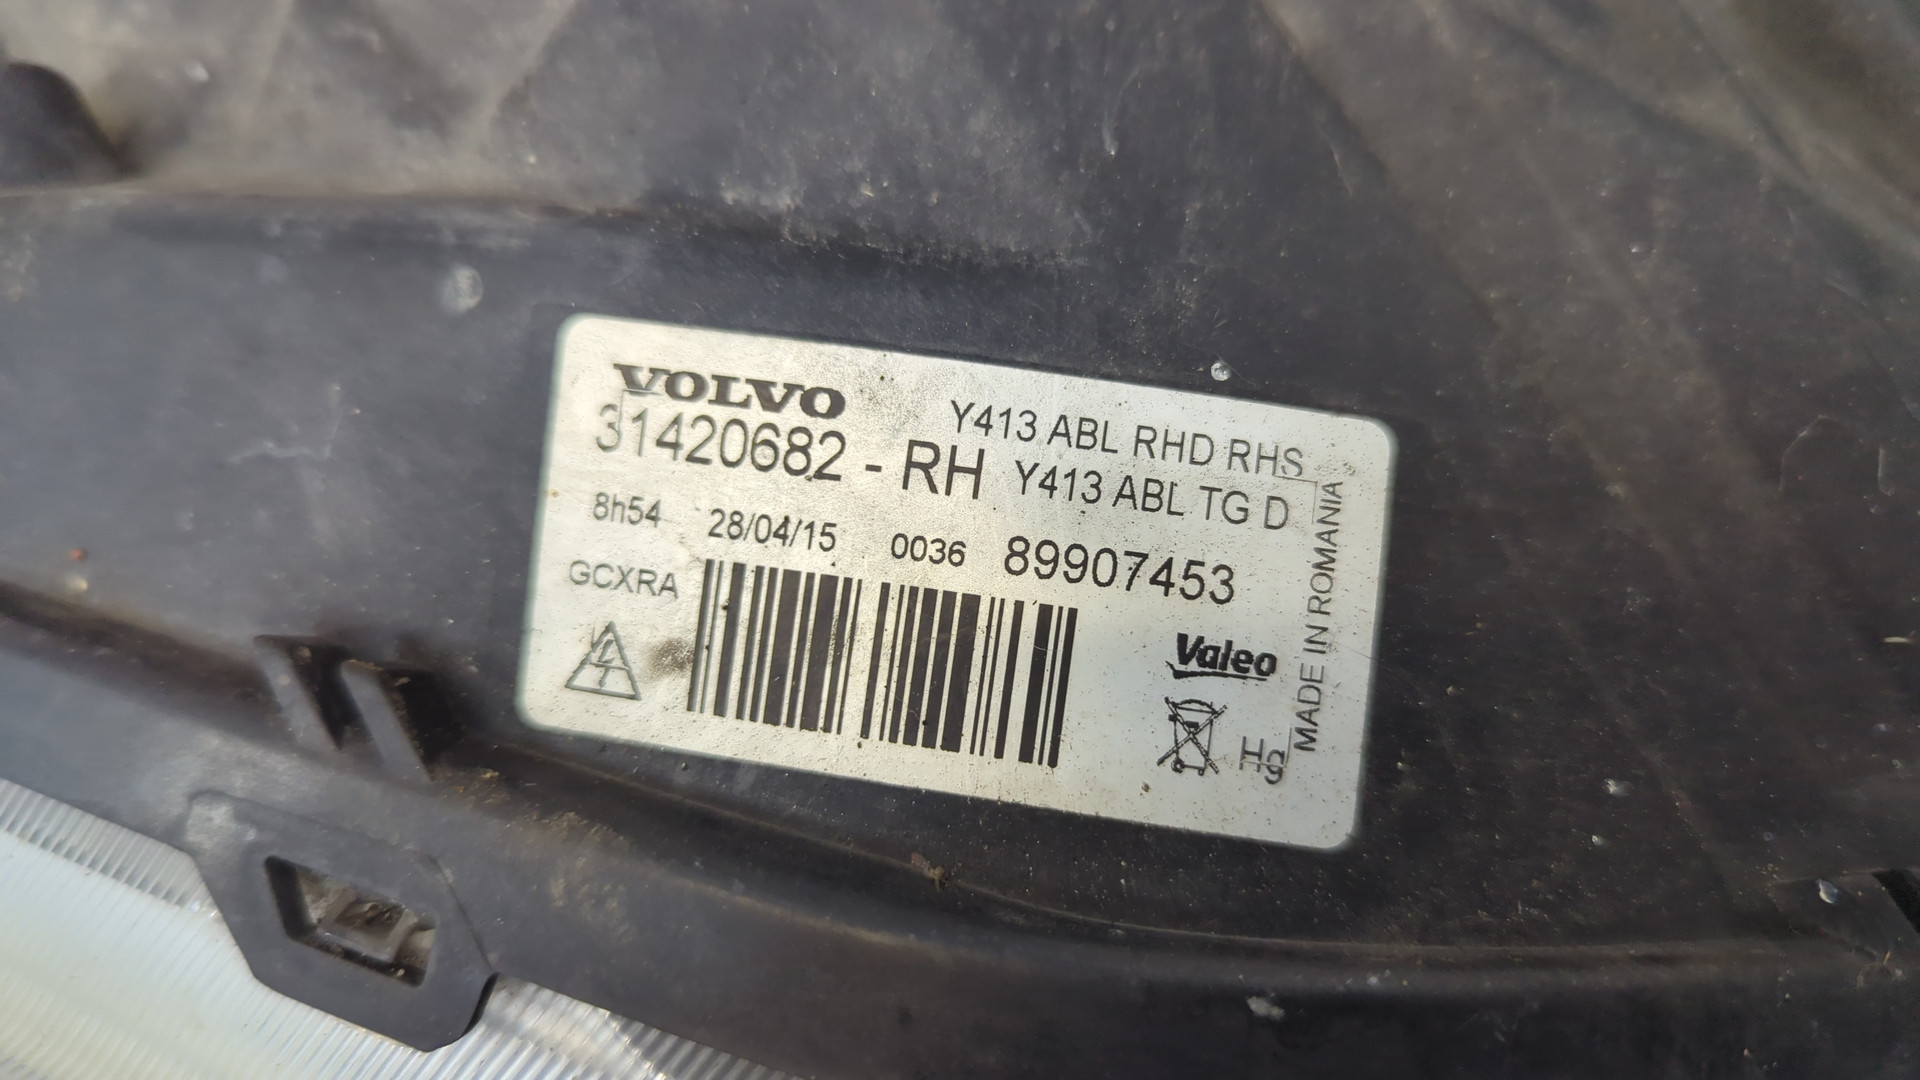 VOLVO
31420682 - RH
Y413 ABL RHD RHS
Y413 ABL TG D
8h54 28/04/15 0036 89907453
GCXRA
Valeo
MADE IN ROMANIA